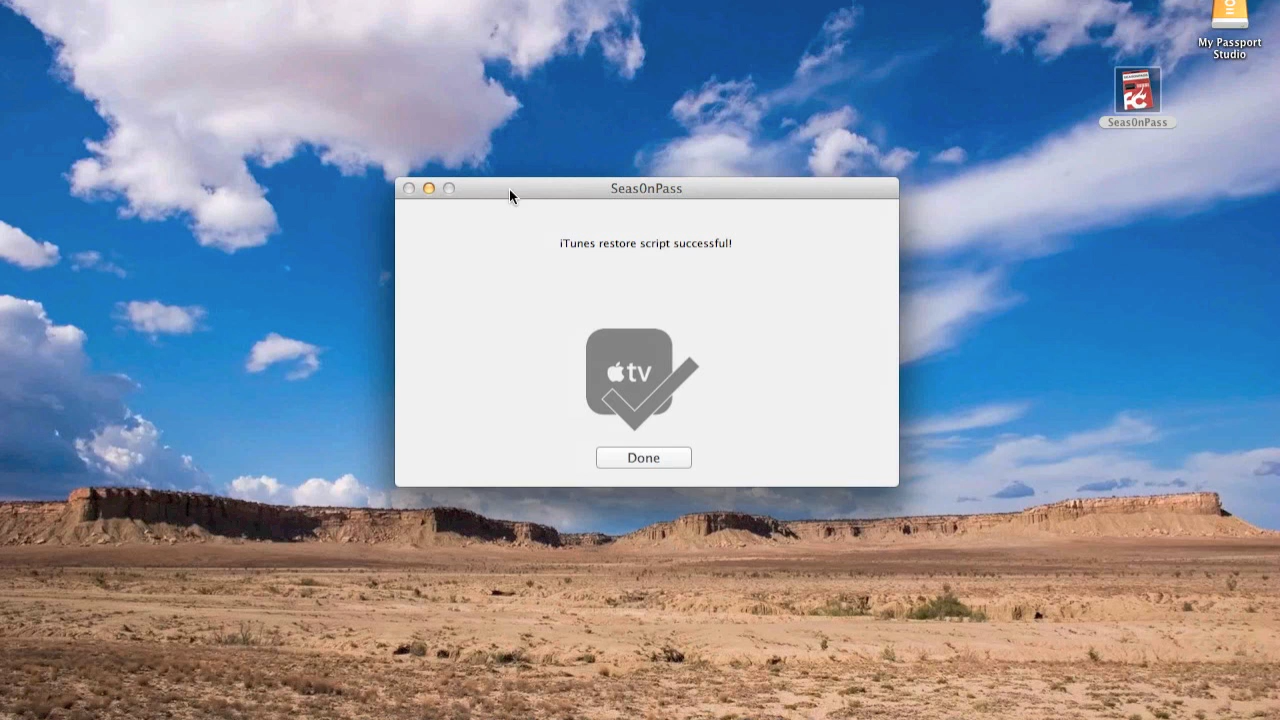 My Passport
Studio
Seas0nPass
Seas0nPass
iTunes restore script successful!
tv
Done